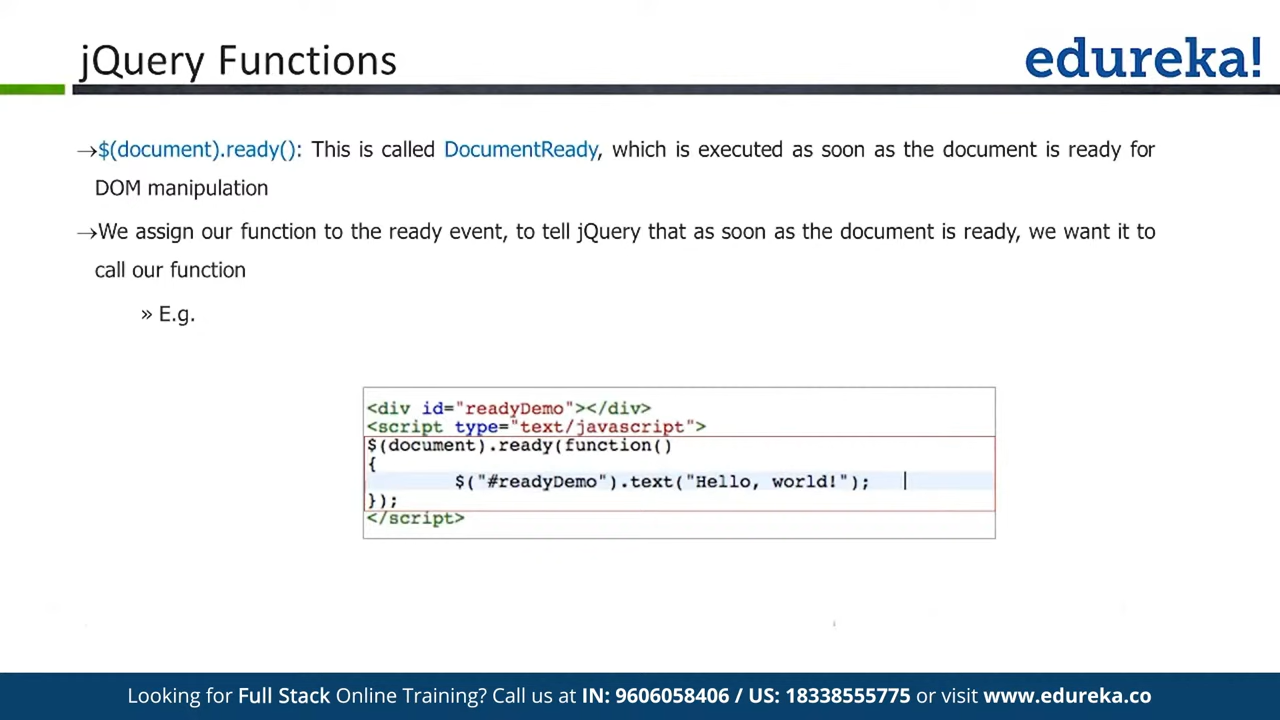 jQuery Functions
edureka!
→$(document).ready(): This is called DocumentReady, which is executed as soon as the document is ready for
DOM manipulation
→We assign our function to the ready event, to tell jQuery that as soon as the document is ready, we want it to
call our function
» E.g.
<div id="readyDemo"></div>
<script type="text/javascript">
$(document).ready(function()
{
$("#readyDemo").text("Hello, world!");
});
</script>
Looking for Full Stack Online Training? Call us at IN: 9606058406 / US: 18338555775 or visit www.edureka.co